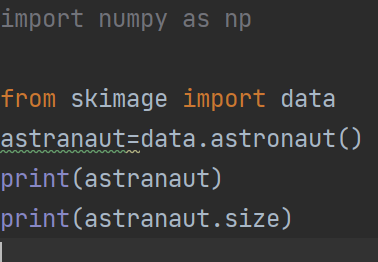 import numpy as np
from skimage import data
astranaut=data.astronaut()
print(astranaut)
print(astranaut.size)